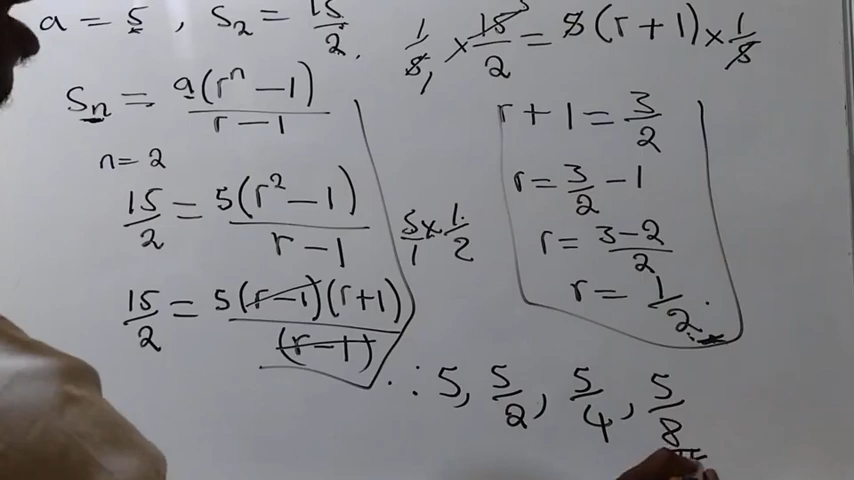 a = 5 , S₂ = 15/2 .
Sₙ = a(rⁿ – 1) / r – 1
n = 2
15/2 = 5(r² – 1) / r – 1
15/2 = 5(r – 1)(r + 1) / (r – 1)
5/1 × 1/2
1/5 , × 15/2 = 5(r + 1) × 1/5
3
r + 1 = 3/2
r = 3/2 – 1
r = 3 – 2 / 2
r = 1/2 .
∴ 5, 5/2, 5/4, 5/8